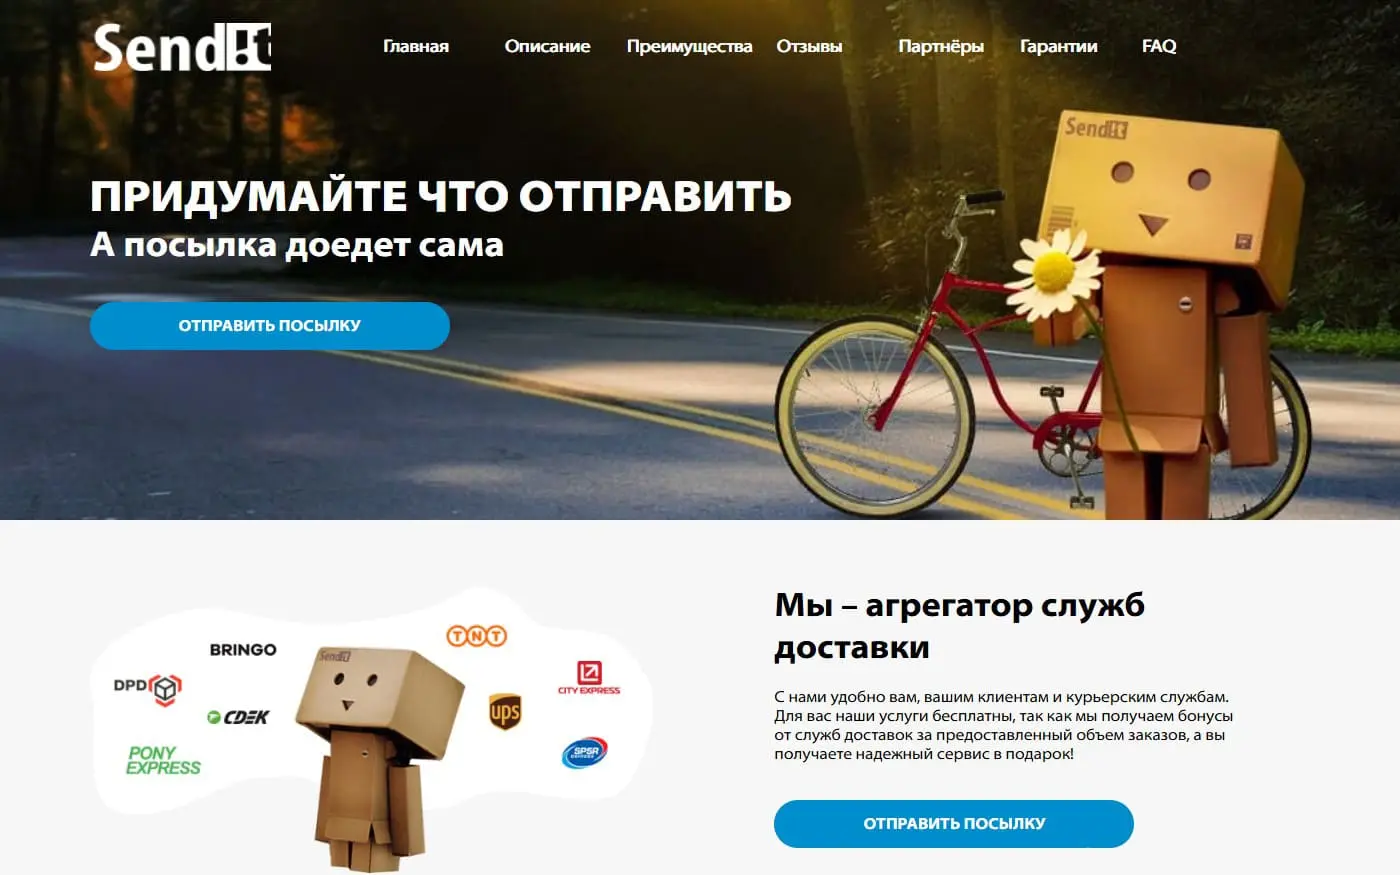 SendIt
Главная Описание Преимущества Отзывы Партнёры Гарантии FAQ
SendIt
ПРИДУМАЙТЕ ЧТО ОТПРАВИТЬ
А посылка доедет сама
ОТПРАВИТЬ ПОСЫЛКУ
Мы – агрегатор служб
доставки
С нами удобно вам, вашим клиентам и курьерским службам.
Для вас наши услуги бесплатны, так как мы получаем бонусы
от служб доставок за предоставленный объем заказов, а вы
получаете надежный сервис в подарок!
ОТПРАВИТЬ ПОСЫЛКУ
TNT
BRINGO
SendIt
DPD
CITY EXPRESS
CDEK
ups
PONY
EXPRESS
SPSR
EXPRESS